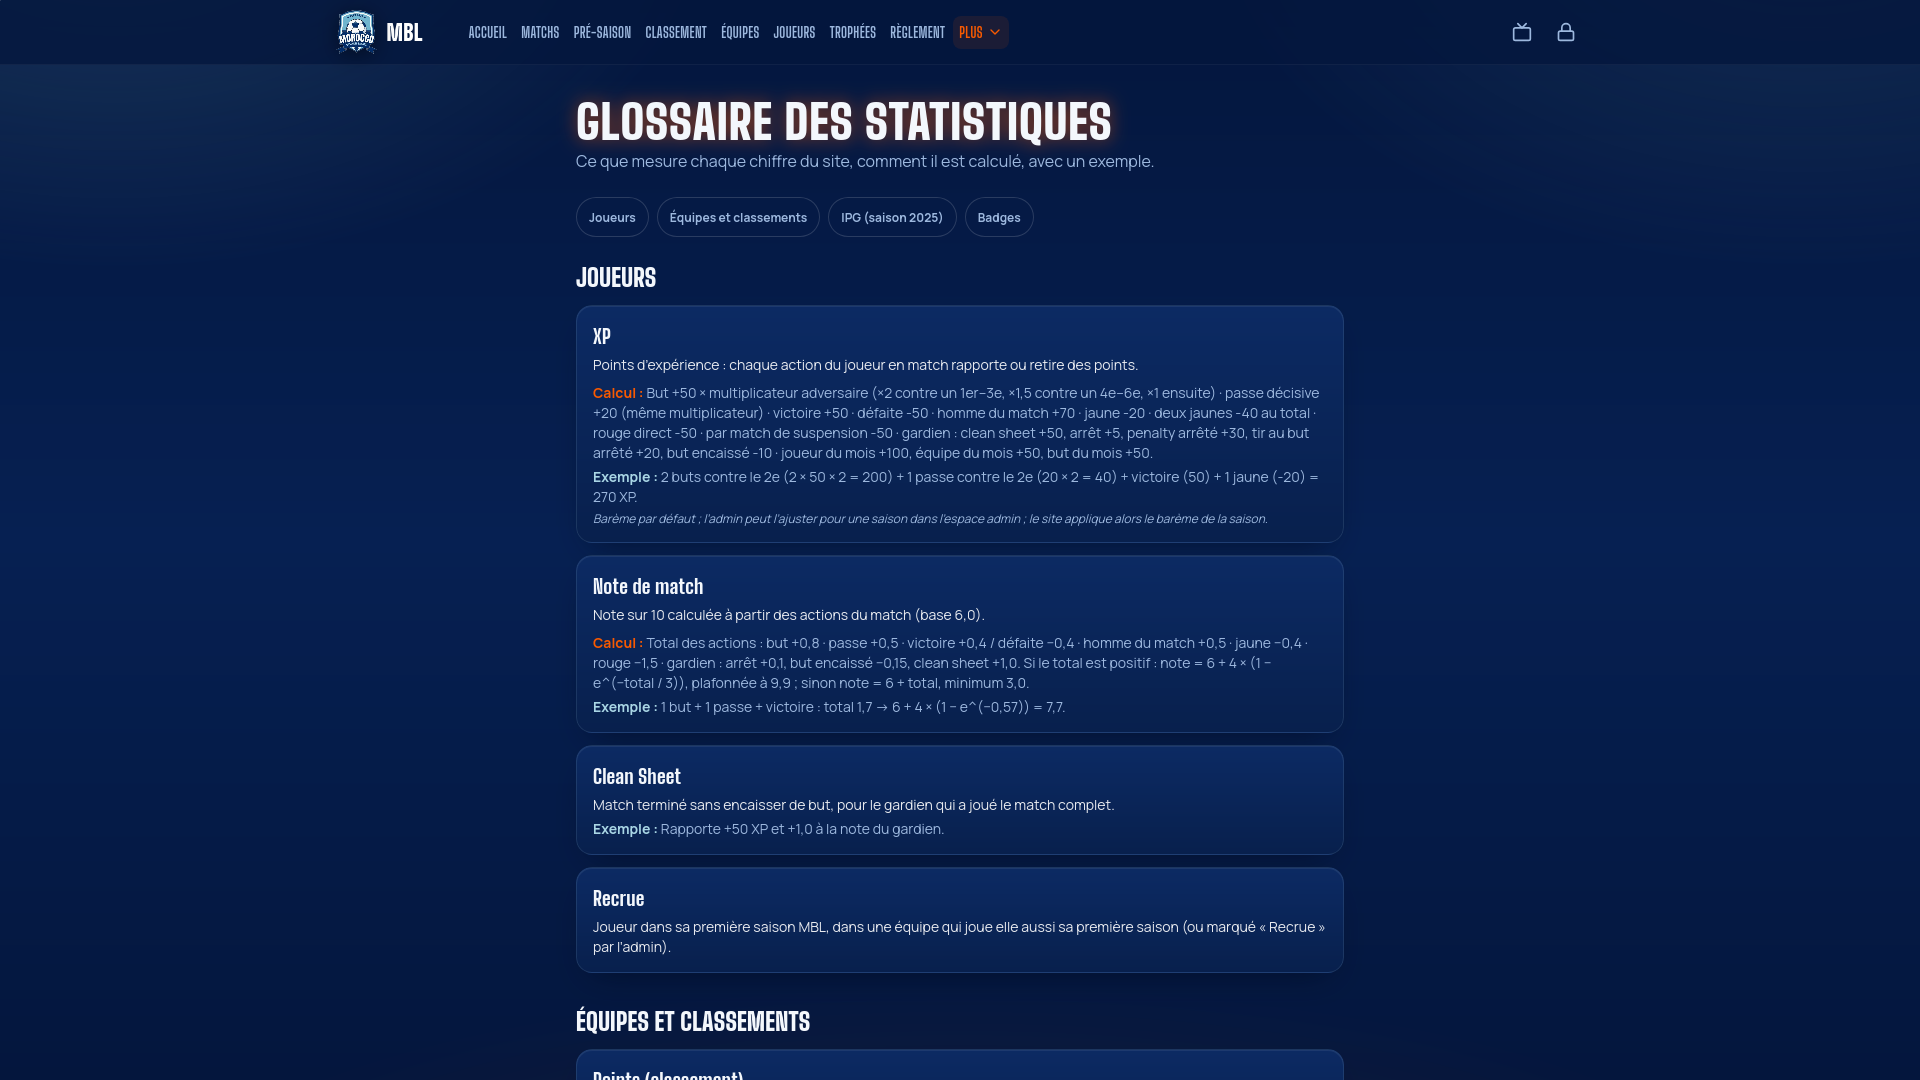 MOROCCO
MBL
ACCUEIL MATCHS PRÉ-SAISON CLASSEMENT ÉQUIPES JOUEURS TROPHÉES RÈGLEMENT PLUS
GLOSSAIRE DES STATISTIQUES
Ce que mesure chaque chiffre du site, comment il est calculé, avec un exemple.
Joueurs Équipes et classements IPG (saison 2025) Badges
JOUEURS
XP
Points d'expérience : chaque action du joueur en match rapporte ou retire des points.
Calcul : But +50 × multiplicateur adversaire (×2 contre un 1er–3e, ×1,5 contre un 4e–6e, ×1 ensuite) · passe décisive
+20 (même multiplicateur) · victoire +50 · défaite -50 · homme du match +70 · jaune -20 · deux jaunes -40 au total ·
rouge direct -50 · par match de suspension -50 · gardien : clean sheet +50, arrêt +5, penalty arrêté +30, tir au but
arrêté +20, but encaissé -10 · joueur du mois +100, équipe du mois +50, but du mois +50.
Exemple : 2 buts contre le 2e (2 × 50 × 2 = 200) + 1 passe contre le 2e (20 × 2 = 40) + victoire (50) + 1 jaune (-20) =
270 XP.
Barème par défaut ; l'admin peut l'ajuster pour une saison dans l'espace admin ; le site applique alors le barème de la saison.
Note de match
Note sur 10 calculée à partir des actions du match (base 6,0).
Calcul : Total des actions : but +0,8 · passe +0,5 · victoire +0,4 / défaite −0,4 · homme du match +0,5 · jaune −0,4 ·
rouge −1,5 · gardien : arrêt +0,1, but encaissé −0,15, clean sheet +1,0. Si le total est positif : note = 6 + 4 × (1 −
e^(−total / 3)), plafonnée à 9,9 ; sinon note = 6 + total, minimum 3,0.
Exemple : 1 but + 1 passe + victoire : total 1,7 → 6 + 4 × (1 − e^(−0,57)) = 7,7.
Clean Sheet
Match terminé sans encaisser de but, pour le gardien qui a joué le match complet.
Exemple : Rapporte +50 XP et +1,0 à la note du gardien.
Recrue
Joueur dans sa première saison MBL, dans une équipe qui joue elle aussi sa première saison (ou marqué « Recrue »
par l'admin).
ÉQUIPES ET CLASSEMENTS
Points (classement)